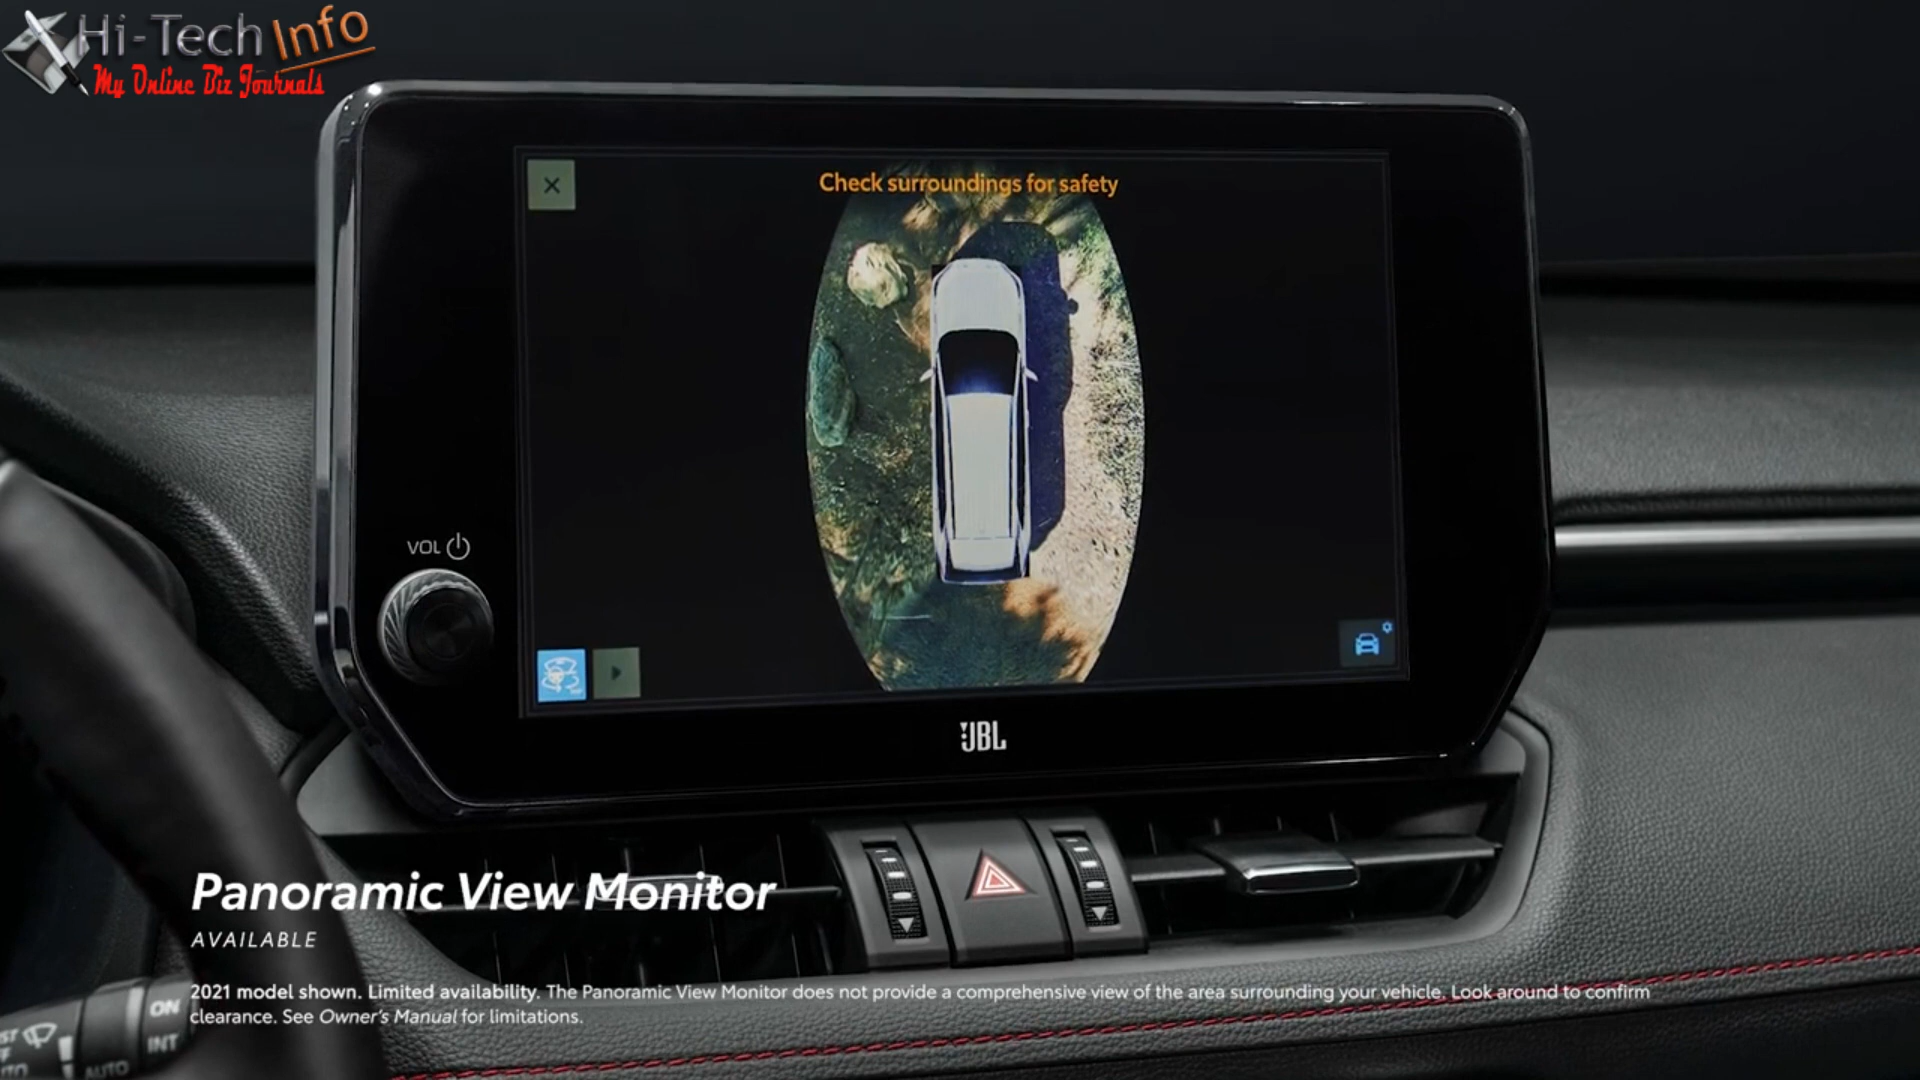 Hi-Tech Info
My Online Biz Journals
Check surroundings for safety
VOL
JBL
Panoramic View Monitor
AVAILABLE
2021 model shown. Limited availability. The Panoramic View Monitor does not provide a comprehensive view of the area surrounding your vehicle. Look around to confirm
clearance. See Owner's Manual for limitations.
ON
INT
AUTO